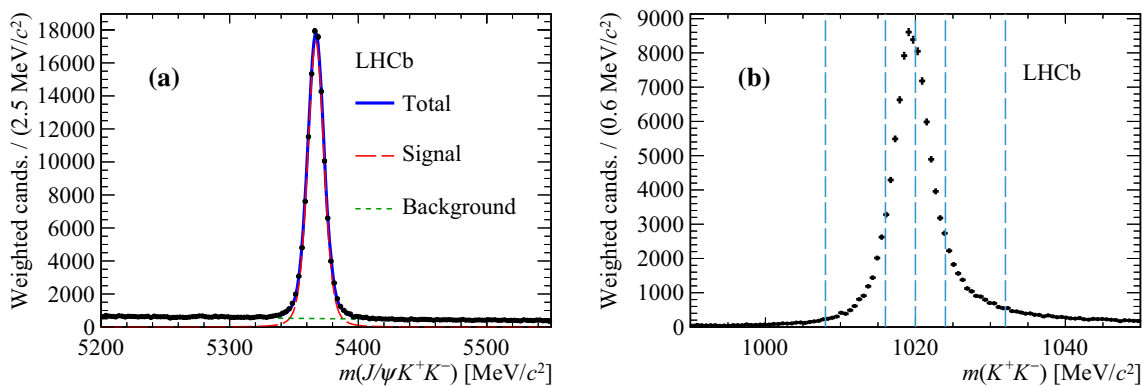 Weighted cands. / (2.5 MeV/c²)
18000
16000
14000
12000
10000
8000
6000
4000
2000
0
(a)
LHCb
Total
Signal
Background
5200 5300 5400 5500
m(J/ψK⁺K⁻) [MeV/c²]
Weighted cands. / (0.6 MeV/c²)
9000
8000
7000
6000
5000
4000
3000
2000
1000
0
(b)
LHCb
1000 1020 1040
m(K⁺K⁻) [MeV/c²]